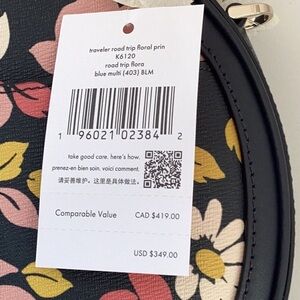 traveler road trip floral prin
K6120
road trip flora
blue multi (403) BLM
1 96021 02384 2
take good care. here's how.
prenez-en bien soin. voici comment.
请妥善维护。这里是具体做法。
Comparable Value CAD $419.00
USD $349.00